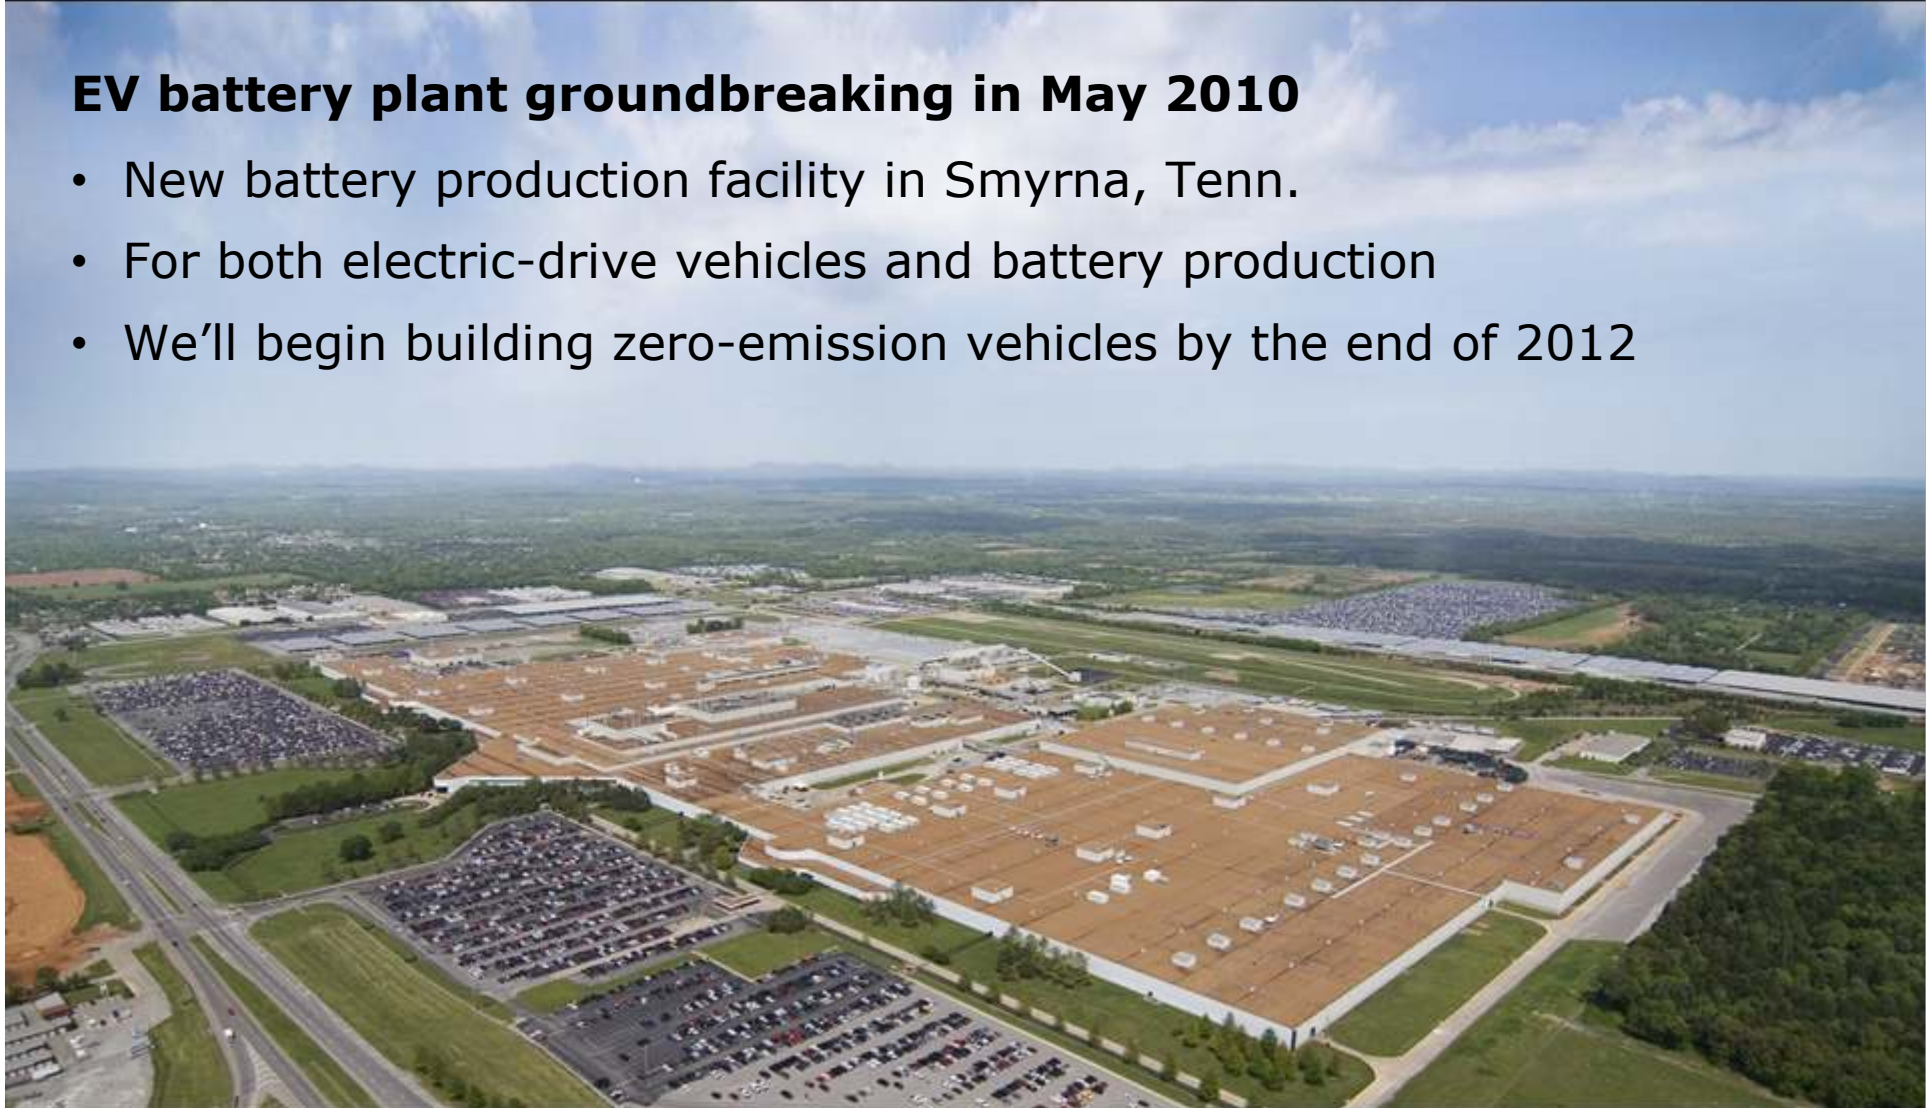 EV battery plant groundbreaking in May 2010
• New battery production facility in Smyrna, Tenn.
• For both electric-drive vehicles and battery production
• We’ll begin building zero-emission vehicles by the end of 2012